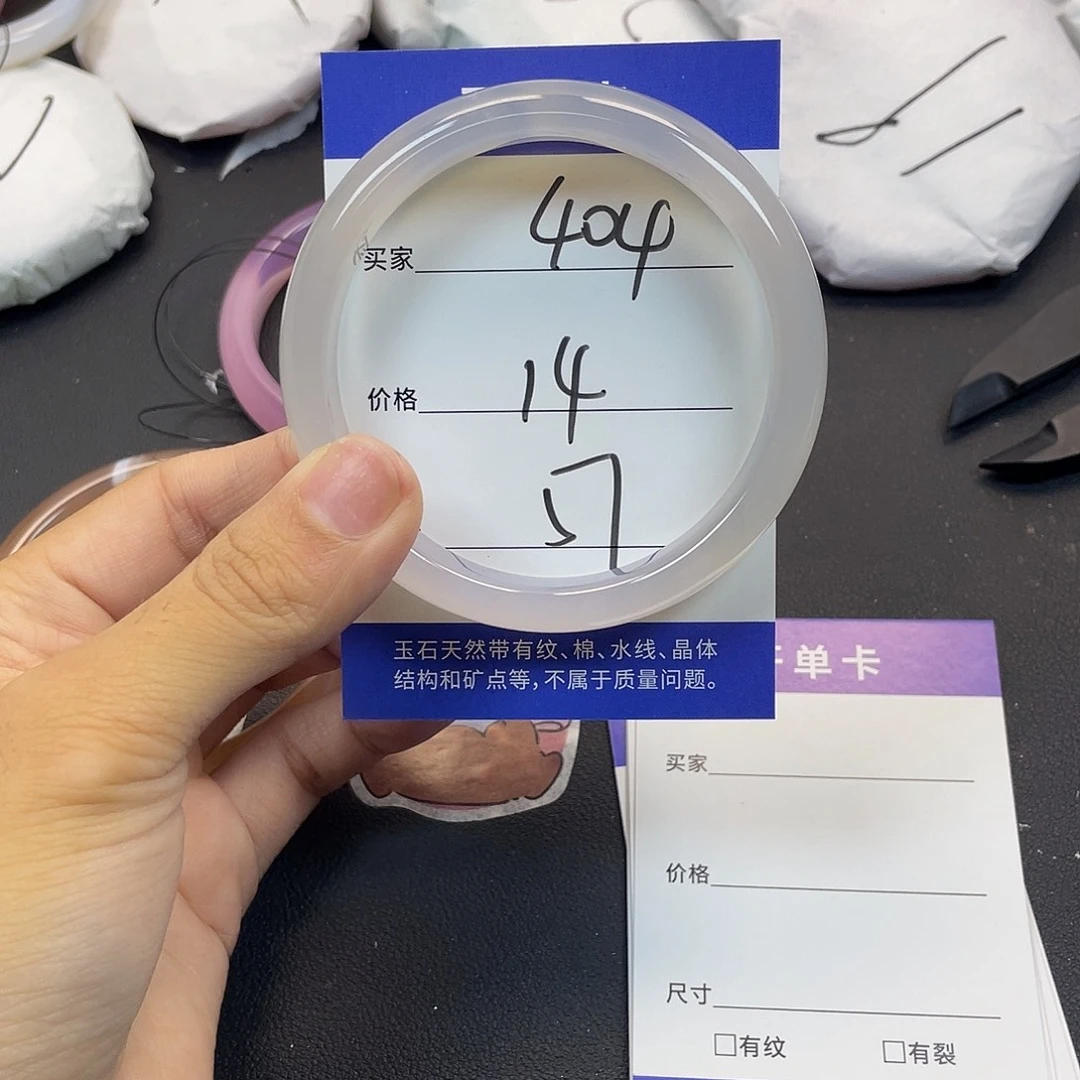 买家 404
价格 14
57
玉石天然带有纹、棉、水线、晶体
结构和矿点等，不属于质量问题。
单卡
买家
价格
尺寸
□有纹 □有裂